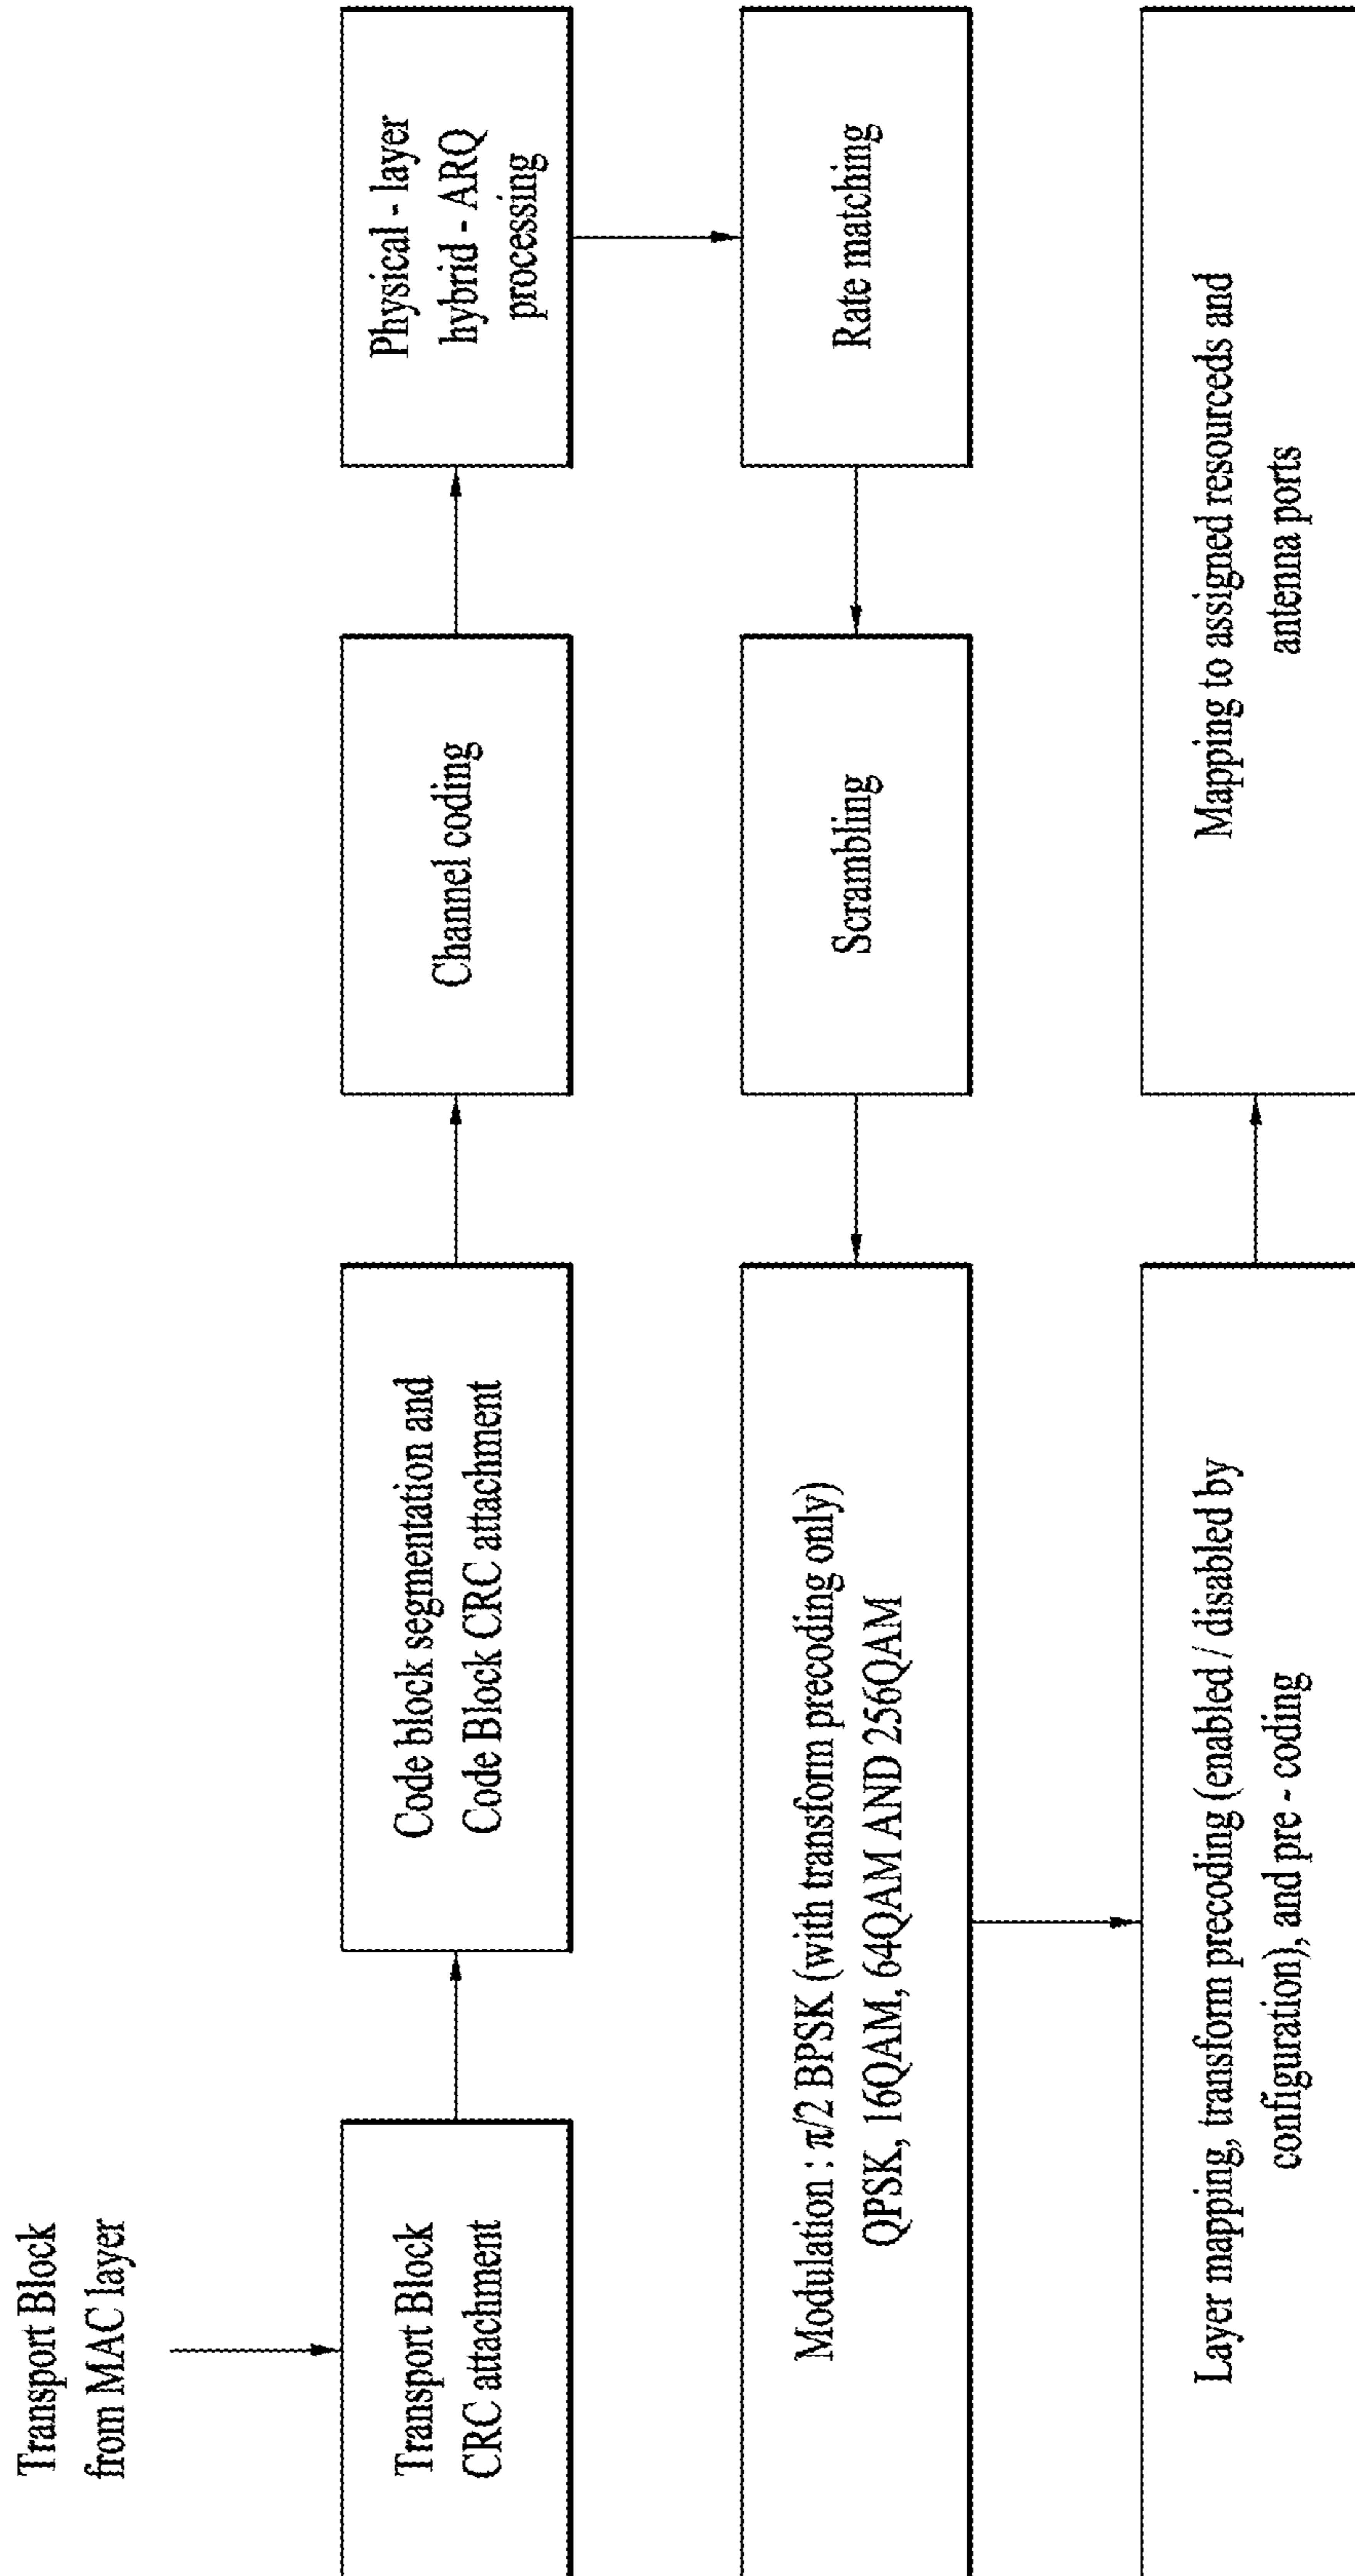 Transport Block
from MAC layer
Transport Block
CRC attachment
Code block segmentation and
Code Block CRC attachment
Channel coding
Physical - layer
hybrid - ARQ
processing
Rate matching
Scrambling
Modulation : π/2 BPSK (with transform precoding only)
QPSK, 16QAM, 64QAM AND 256QAM
Layer mapping, transform precoding (enabled / disabled by
configuration), and pre - coding
Mapping to assigned resourceds and
antenna ports